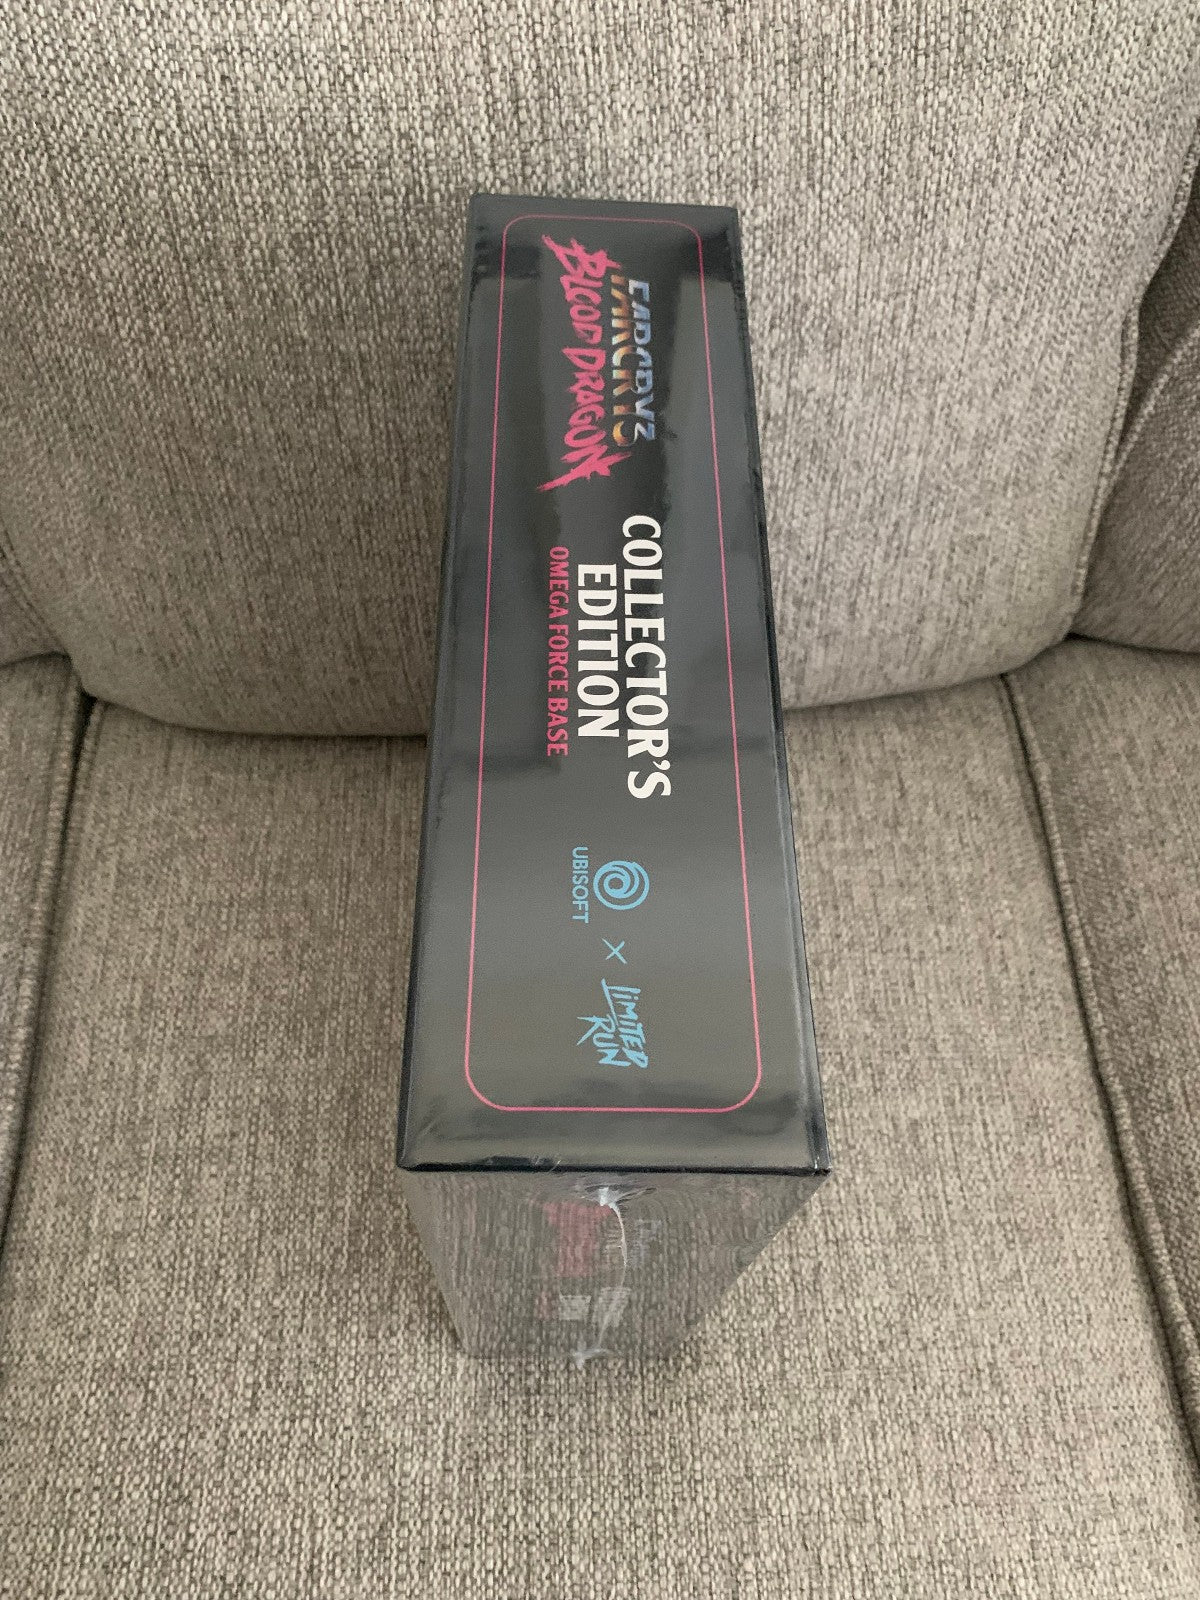 FARCRY3
BLOOD DRAGON
COLLECTOR'S
EDITION
OMEGA FORCE BASE
UBISOFT
X
LIMITED
RUN